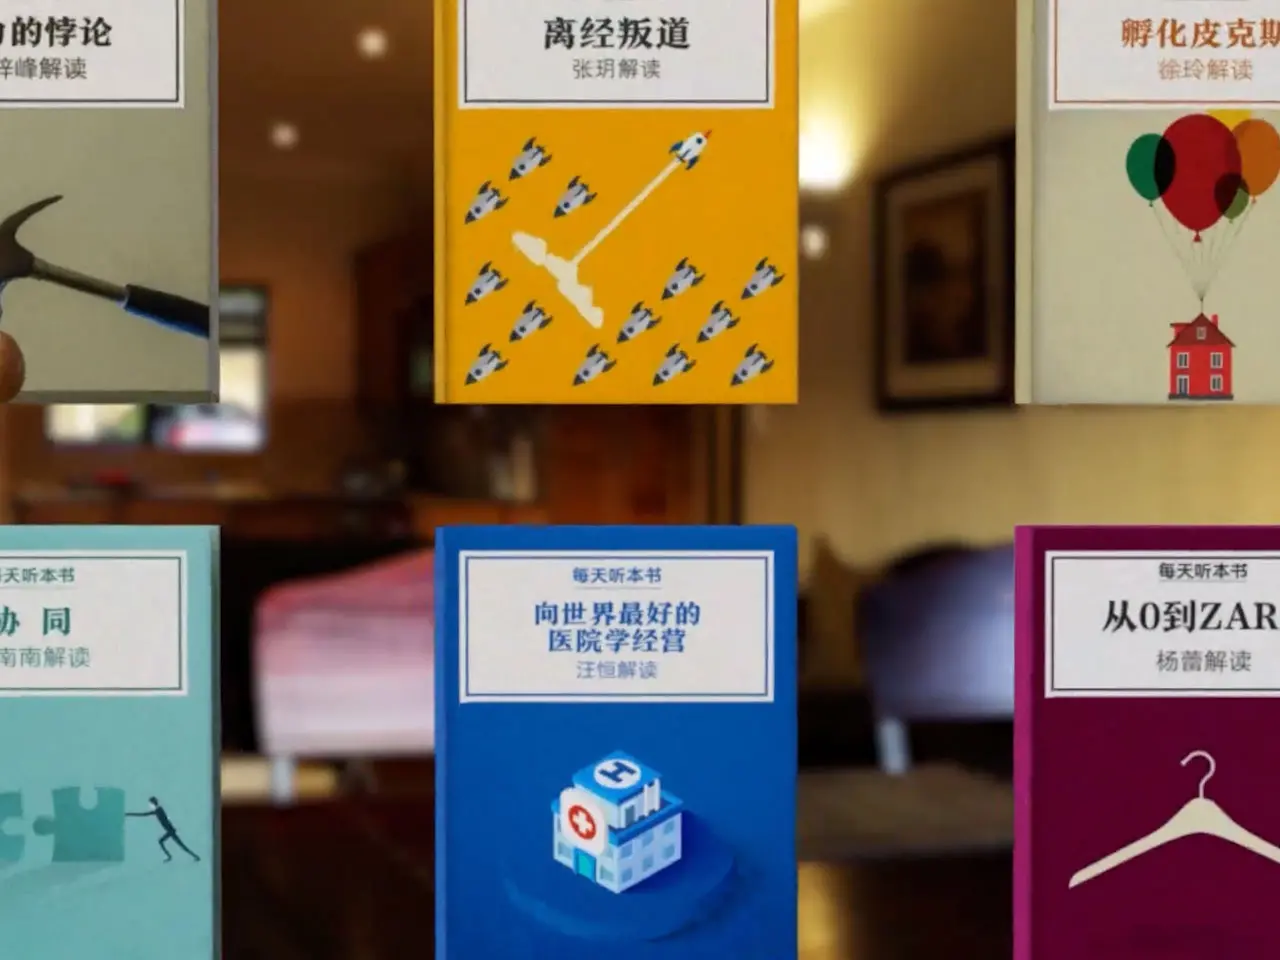 的悖论
峰解读
离经叛道
张玥解读
孵化皮克斯
徐玲解读
天听本书
协 同
南南解读
每天听本书
向世界最好的
医院学经营
汪恒解读
每天听本书
从0到ZAR
杨蕾解读